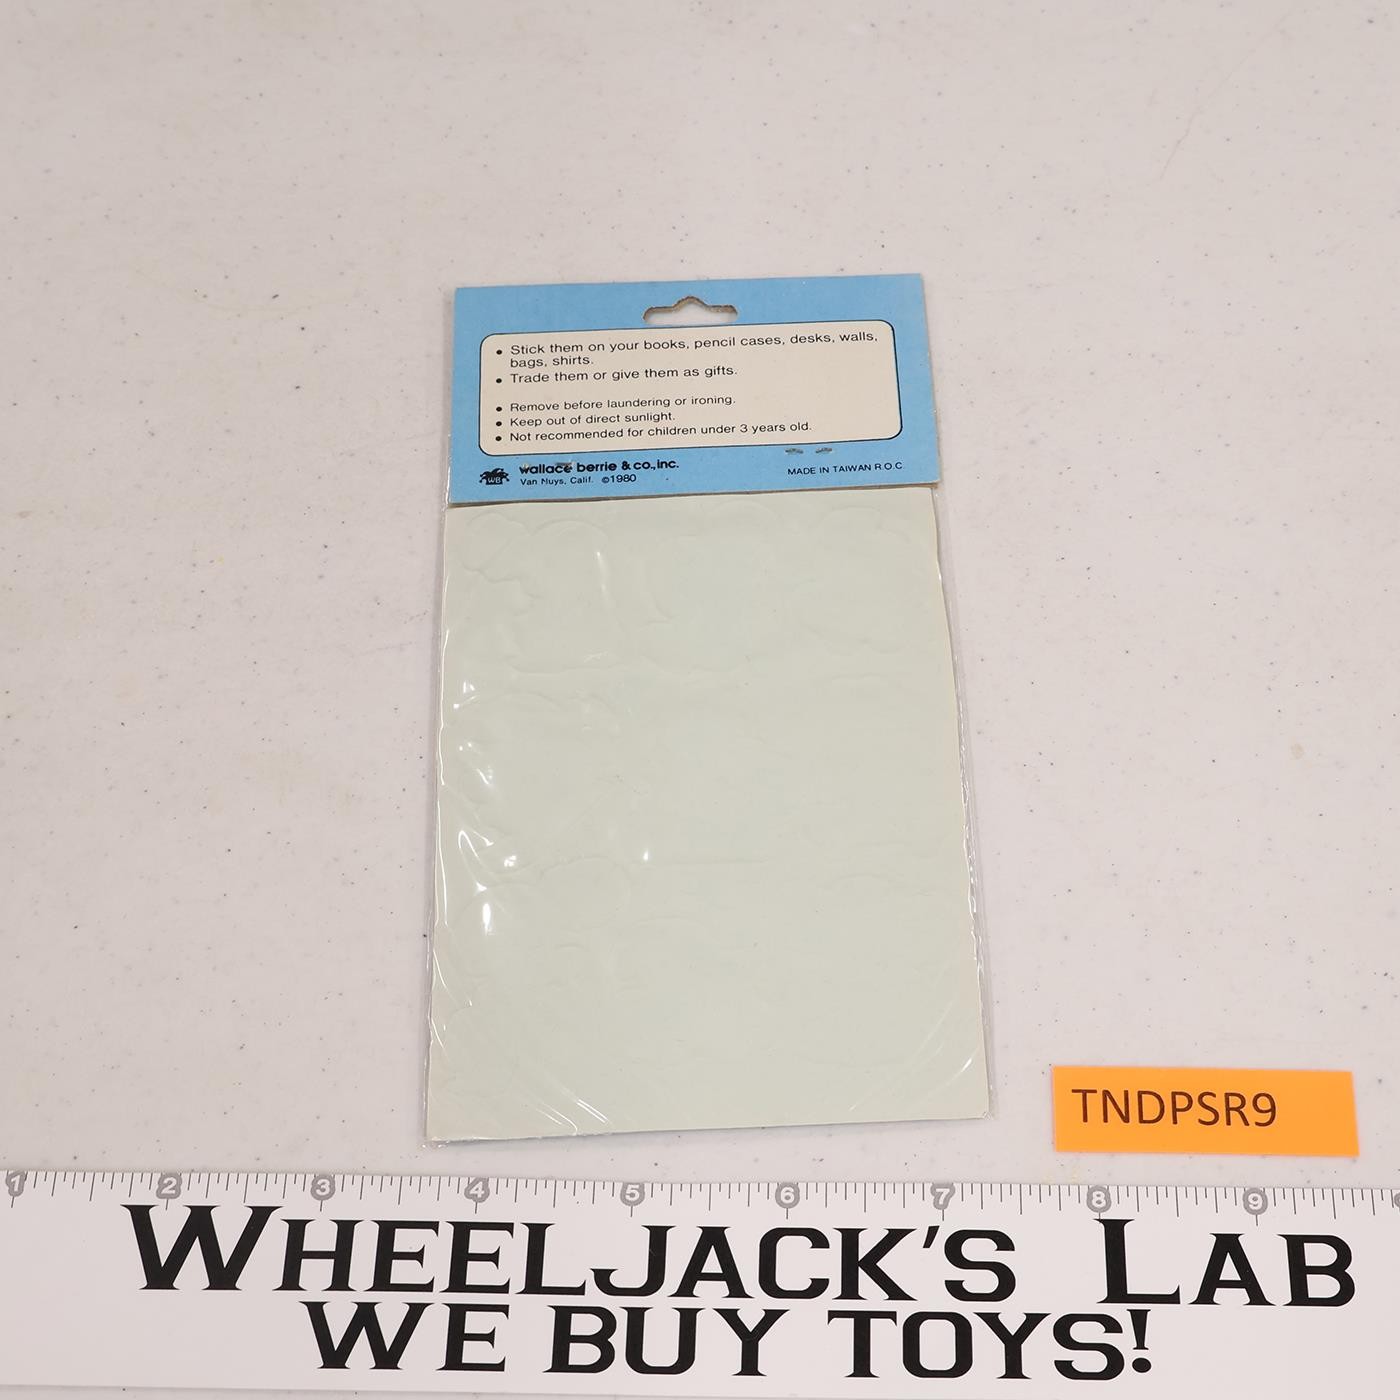 • Stick them on your books, pencil cases, desks, walls,
bags, shirts.
• Trade them or give them as gifts.
• Remove before laundering or ironing.
• Keep out of direct sunlight.
• Not recommended for children under 3 years old.
WB
wallace berrie & co., inc.
Van Nuys, Calif. ©1980
MADE IN TAIWAN R.O.C.
TNDPSR9
1 2 3 4 5 6 7 8 9
WHEELJACK'S LAB
WE BUY TOYS!